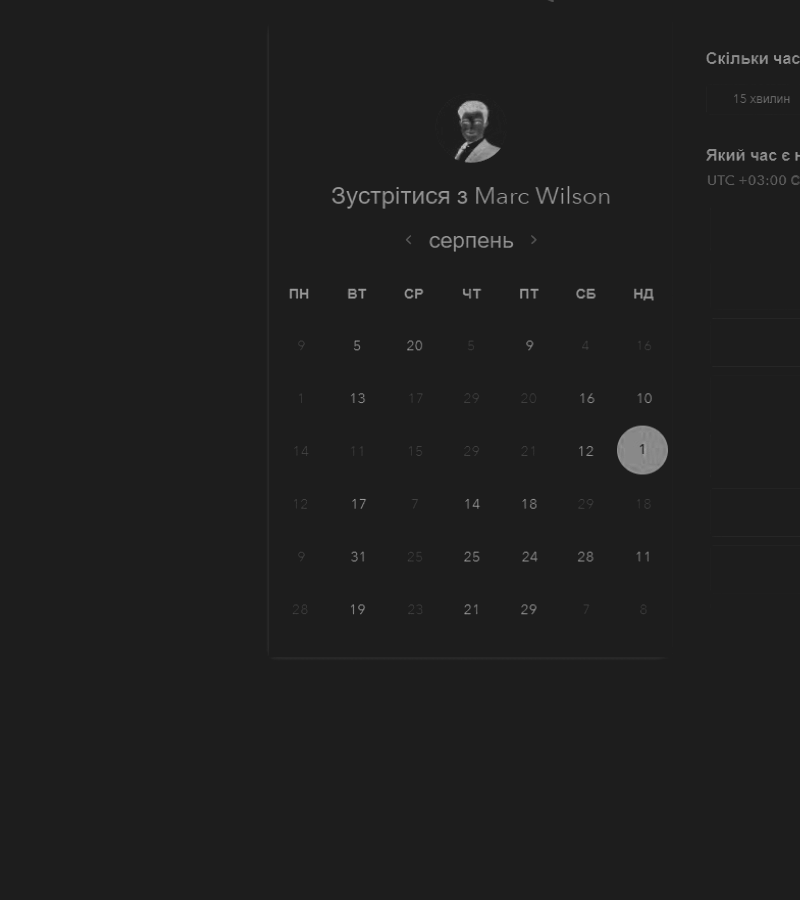 Зустрітися з Marc Wilson
‹ серпень ›
ПН ВТ СР ЧТ ПТ СБ НД
9 5 20 5 9 4 16
1 13 17 29 20 16 10
14 11 15 29 21 12 1
12 17 7 14 18 29 18
9 31 25 25 24 28 11
28 19 23 21 29 7 8
Скільки час
15 хвилин
Який час є н
UTC +03:00 С